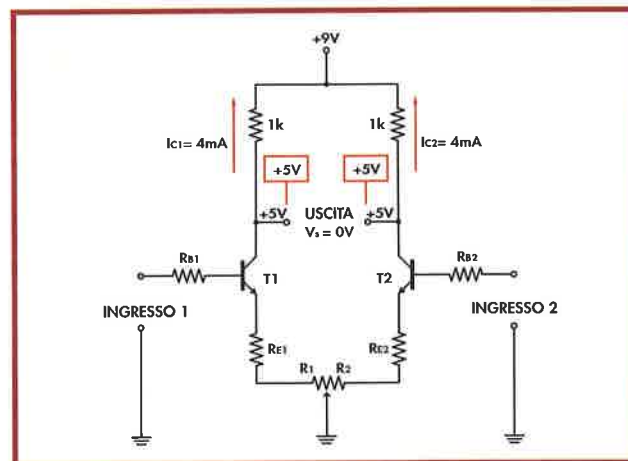 +9V
1k
1k
IC1= 4mA
IC2= 4mA
+5V
+5V
+5V
USCITA
+5V
Vs = 0V
RB1
T1
T2
RB2
INGRESSO 1
INGRESSO 2
RE1
RE2
R1
R2